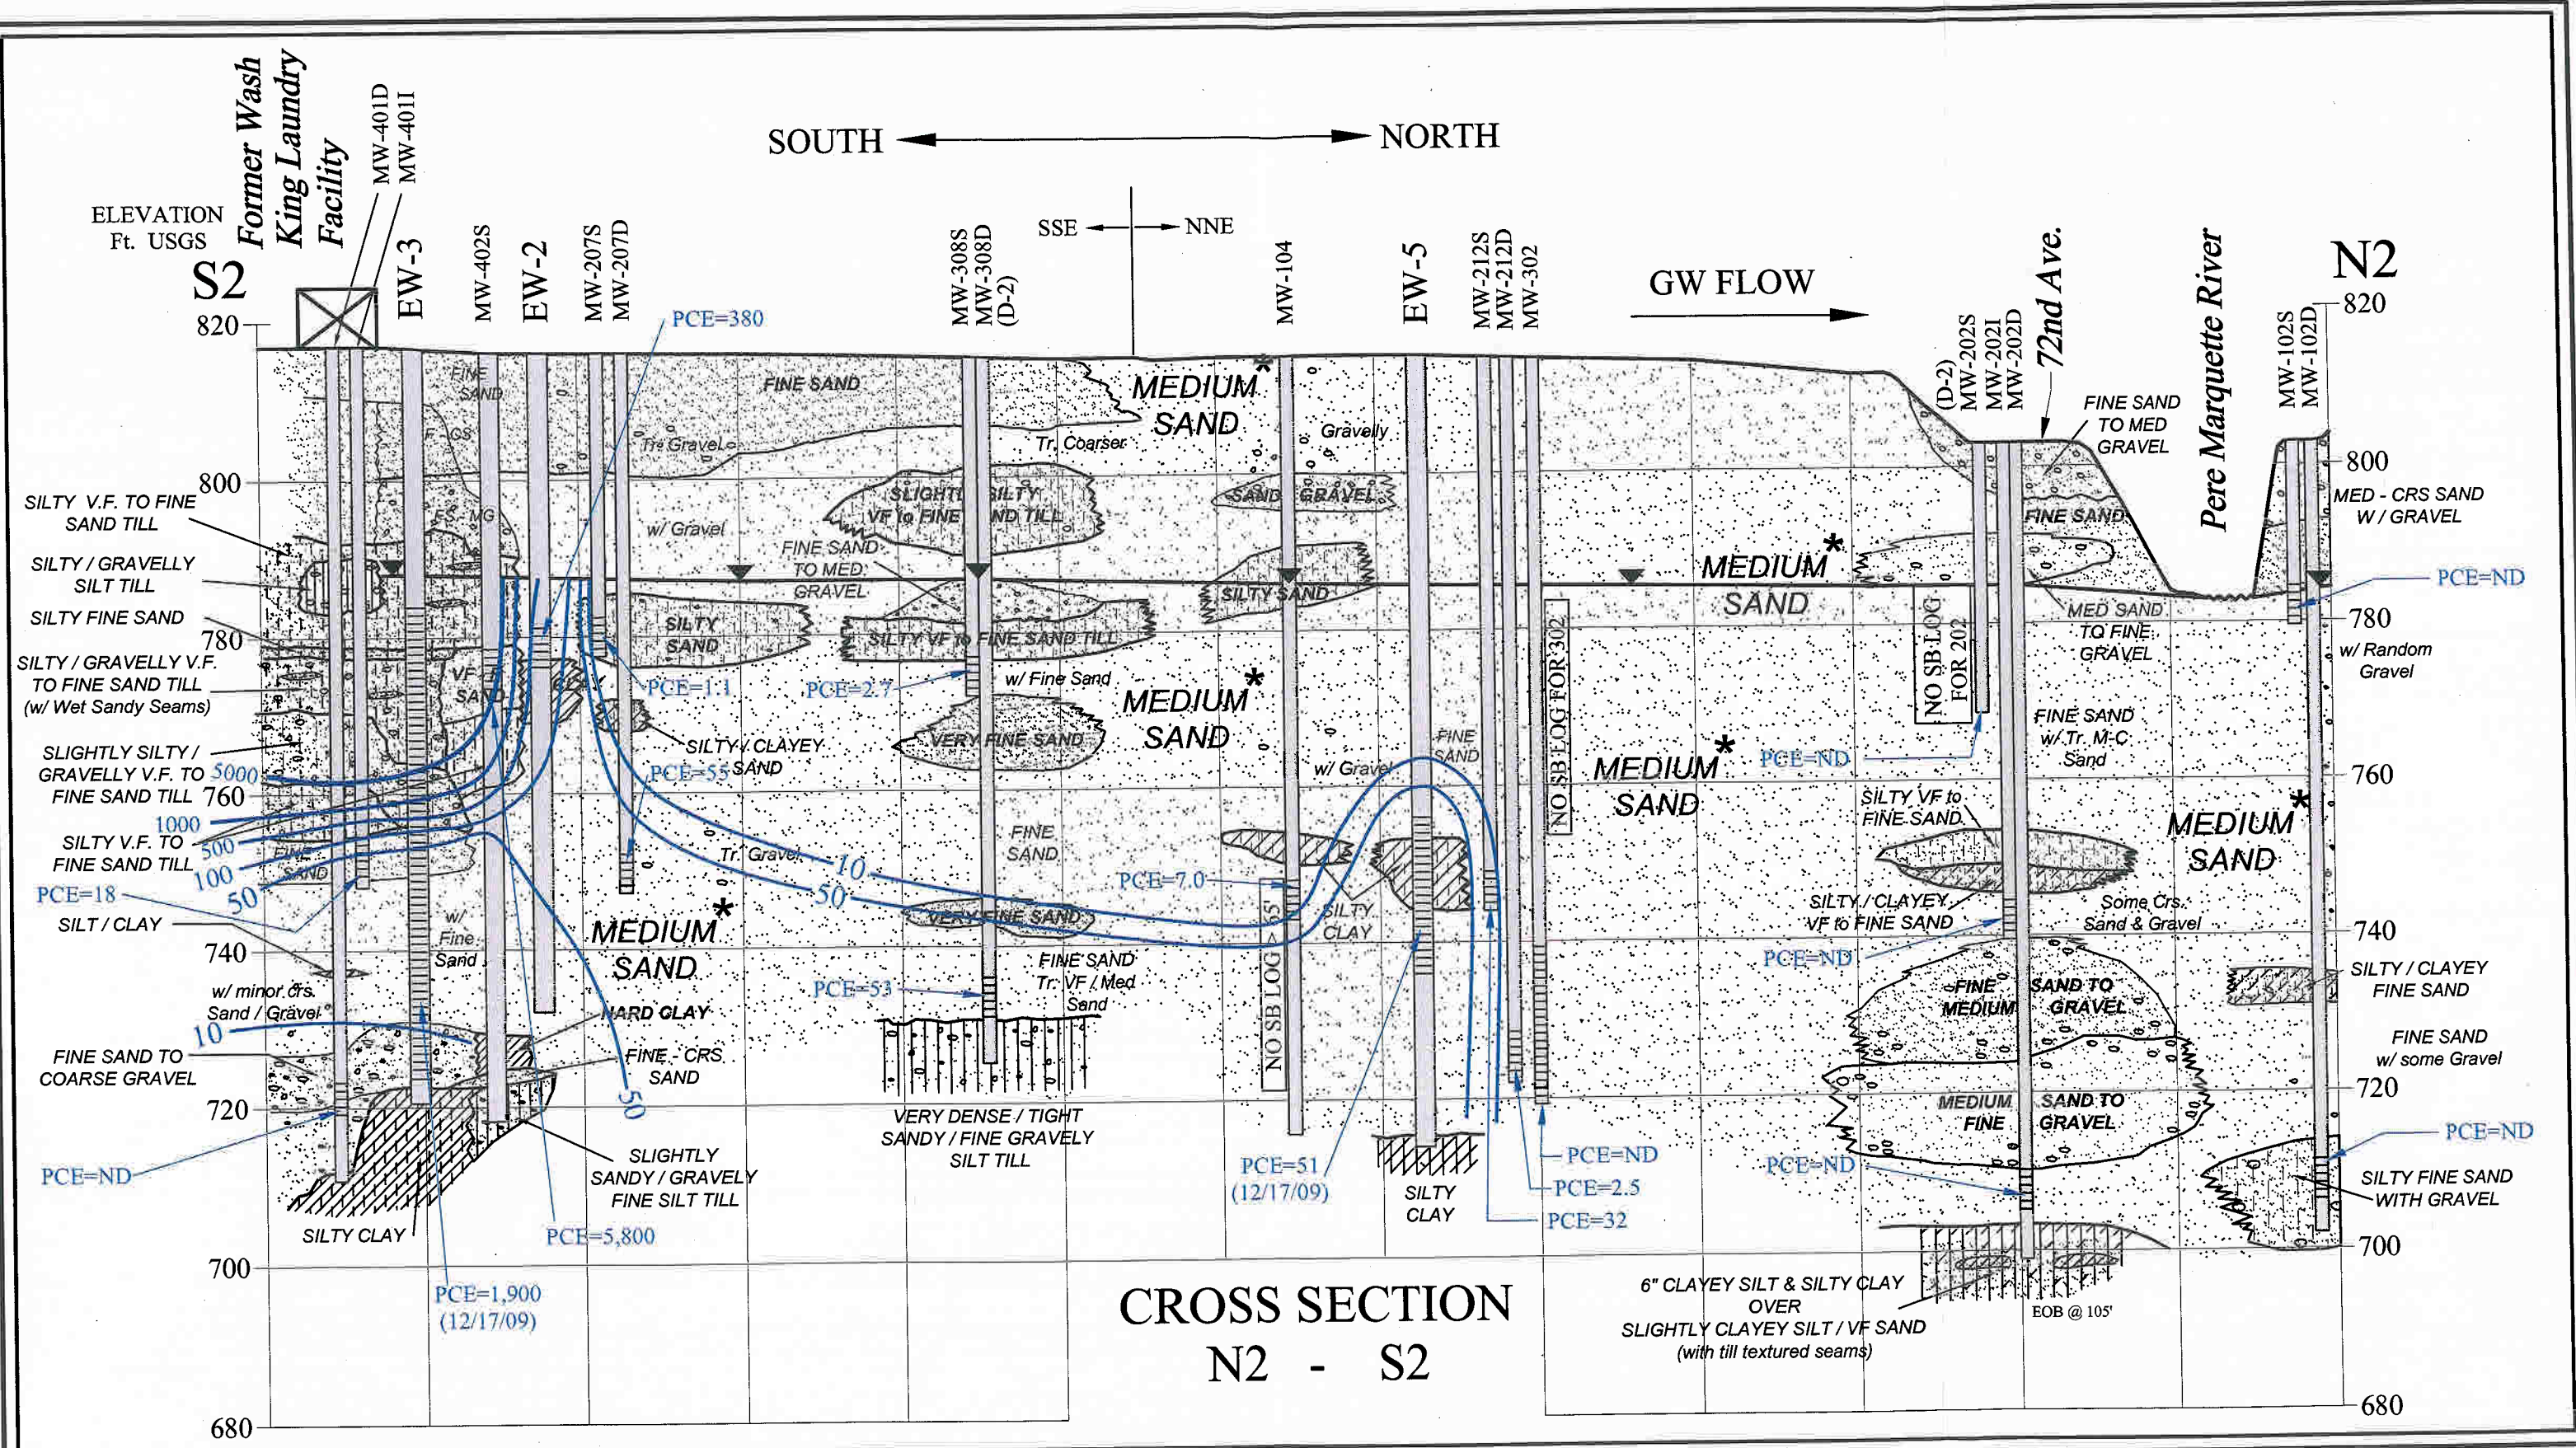 Former Wash
King Laundry
Facility
MW-401D
MW-401I
SOUTH
NORTH
ELEVATION
Ft. USGS
S2
EW-3
MW-402S
EW-2
MW-207S
MW-207D
MW-308S
MW-308D
(D-2)
SSE
NNE
MW-104
EW-5
MW-212S
MW-212D
MW-302
GW FLOW
(D-2)
MW-202S
MW-202I
MW-202D
72nd Ave.
Pere Marquette River
MW-102S
MW-102D
N2
820
820
PCE=380
FINE
SAND
FINE SAND
MEDIUM*
SAND
FINE SAND
TO MED
GRAVEL
Tr. Gravel
Tr. Coarser
Gravelly
800
800
SILTY V.F. TO FINE
SAND TILL
SLIGHTLY SILTY
VF to FINE SAND TILL
SAND GRAVEL
FINE SAND
MED - CRS SAND
W / GRAVEL
w/ Gravel
SILTY / GRAVELLY
SILT TILL
FINE SAND
TO MED
GRAVEL
MEDIUM*
SAND
PCE=ND
SILTY FINE SAND
SILTY SAND
780
780
SILTY
SAND
SILTY VF to FINE SAND TILL
NO SB LOG
FOR 202
MED SAND
TO FINE
GRAVEL
w/ Random
Gravel
SILTY / GRAVELLY V.F.
TO FINE SAND TILL
(w/ Wet Sandy Seams)
VF - F
SAND
PCE=1.1
PCE=2.7
w/ Fine Sand
MEDIUM*
SAND
NO SB LOG FOR 302
SLIGHTLY SILTY /
GRAVELLY V.F. TO
FINE SAND TILL
5000
760
SILTY / CLAYEY
SAND
PCE=55
VERY FINE SAND
FINE
SAND
w/ Gravel
MEDIUM*
SAND
PCE=ND
FINE SAND
w/ Tr. M-C
Sand
760
1000
SILTY V.F. TO
FINE SAND TILL
500
100
50
FINE
SAND
PCE=18
SILT / CLAY
Tr. Gravel
10
50
FINE
SAND
PCE=7.0
SILTY VF to
FINE SAND
MEDIUM*
SAND
VERY FINE SAND
SILTY
CLAY
SILTY / CLAYEY
VF to FINE SAND
Some Crs.
Sand & Gravel
740
740
w/
Fine
Sand
MEDIUM*
SAND
PCE=ND
FINE SAND
Tr. VF / Med
Sand
PCE=53
NO SB LOG
SILTY / CLAYEY
FINE SAND
w/ minor crs.
Sand / Gravel
10
HARD CLAY
FINE SAND TO
MEDIUM GRAVEL
FINE SAND TO
COARSE GRAVEL
FINE - CRS.
SAND
50
FINE SAND
w/ some Gravel
720
720
VERY DENSE / TIGHT
SANDY / FINE GRAVELY
SILT TILL
MEDIUM SAND TO
FINE GRAVEL
PCE=ND
SLIGHTLY
SANDY / GRAVELY
FINE SILT TILL
PCE=51
(12/17/09)
SILTY
CLAY
PCE=ND
PCE=2.5
PCE=32
PCE=ND
PCE=ND
SILTY FINE SAND
WITH GRAVEL
SILTY CLAY
PCE=5,800
700
700
PCE=1,900
(12/17/09)
CROSS SECTION
N2 - S2
6" CLAYEY SILT & SILTY CLAY
OVER
SLIGHTLY CLAYEY SILT / VF SAND
(with till textured seams)
EOB @ 105'
680
680